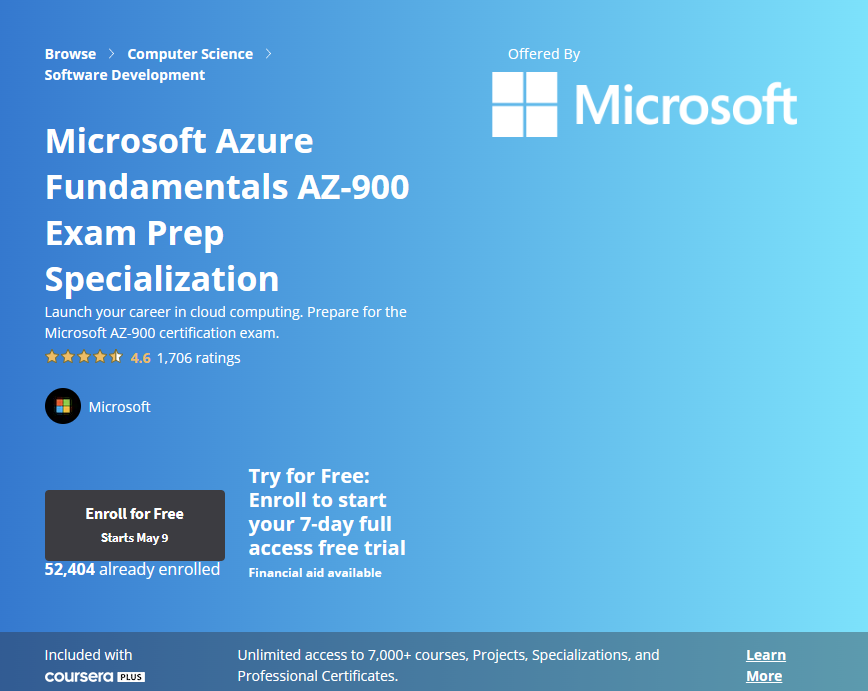 Browse > Computer Science >
Software Development
Offered By
Microsoft
Microsoft Azure
Fundamentals AZ-900
Exam Prep
Specialization
Launch your career in cloud computing. Prepare for the
Microsoft AZ-900 certification exam.
4.6 1,706 ratings
Microsoft
Enroll for Free
Starts May 9
52,404 already enrolled
Try for Free:
Enroll to start
your 7-day full
access free trial
Financial aid available
Included with
coursera PLUS
Unlimited access to 7,000+ courses, Projects, Specializations, and
Professional Certificates.
Learn
More